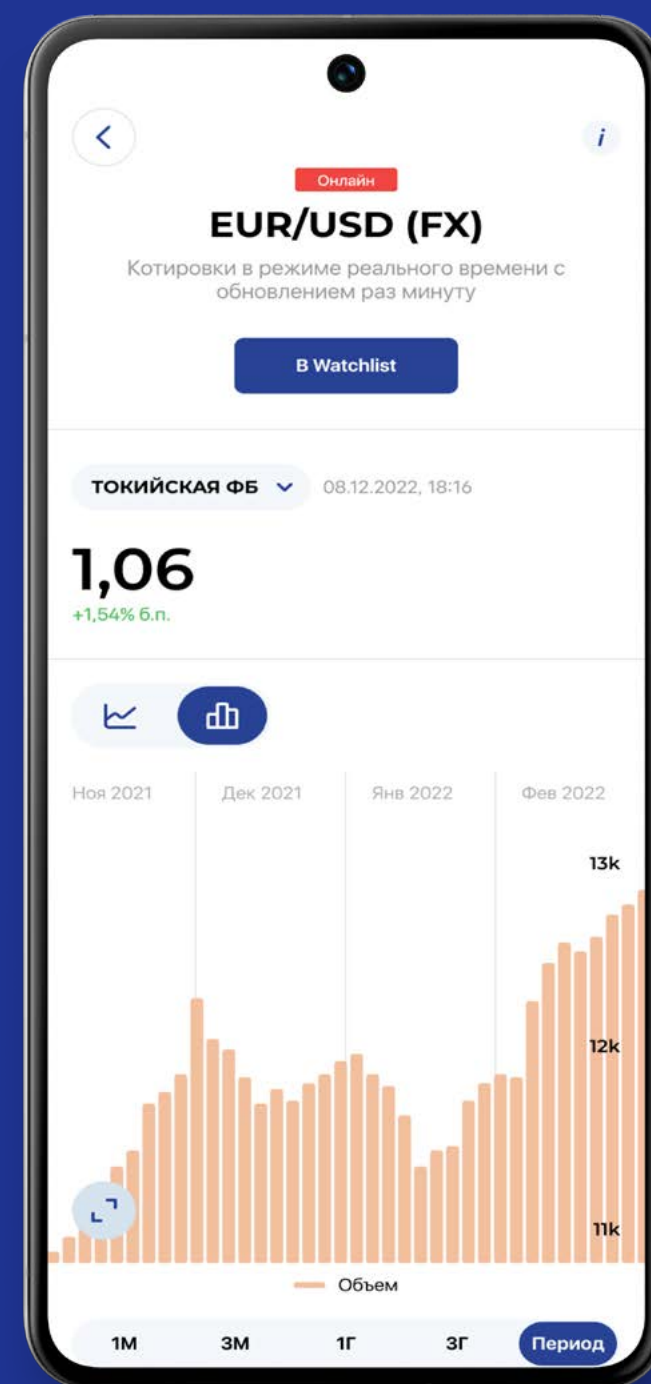 i
Онлайн
EUR/USD (FX)
Котировки в режиме реального времени с
обновлением раз минуту
В Watchlist
ТОКИЙСКАЯ ФБ 08.12.2022, 18:16
1,06
+1,54% б.п.
Ноя 2021 Дек 2021 Янв 2022 Фев 2022
13k
12k
11k
Объем
1М 3М 1Г 3Г Период